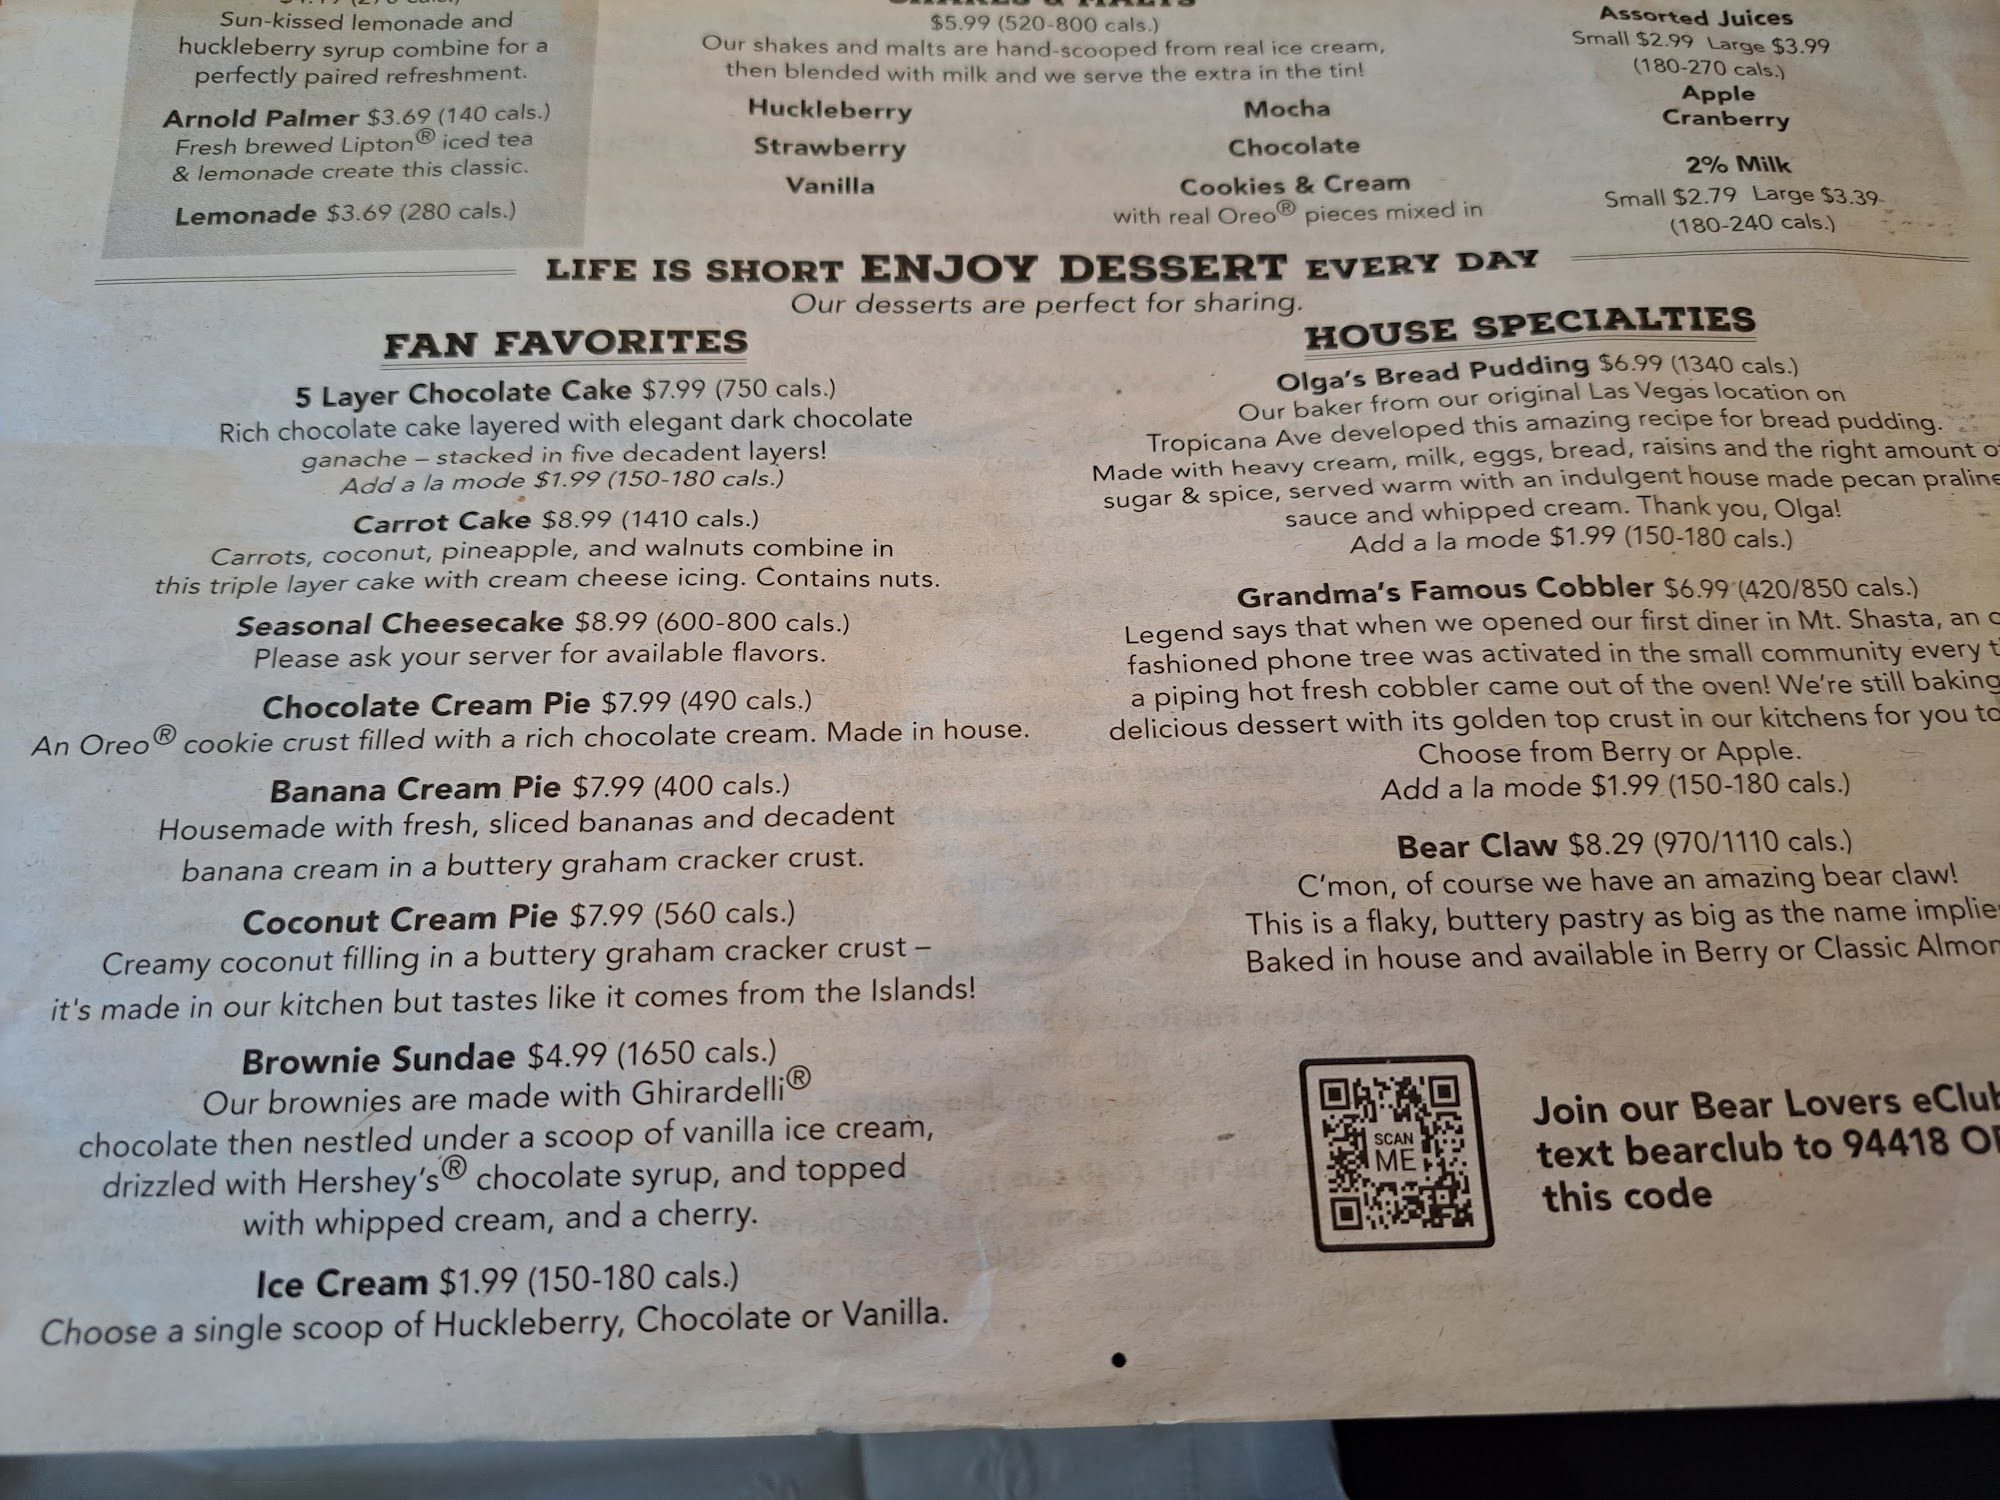 Sun-kissed lemonade and
huckleberry syrup combine for a
perfectly paired refreshment.
Arnold Palmer $3.69 (140 cals.)
Fresh brewed Lipton® iced tea
& lemonade create this classic.
Lemonade $3.69 (280 cals.)
SHAKES & MALTS
$5.99 (520-800 cals.)
Our shakes and malts are hand-scooped from real ice cream,
then blended with milk and we serve the extra in the tin!
Huckleberry
Strawberry
Vanilla
Mocha
Chocolate
Cookies & Cream
with real Oreo® pieces mixed in
Assorted Juices
Small $2.99 Large $3.99
(180-270 cals.)
Apple
Cranberry
2% Milk
Small $2.79 Large $3.39
(180-240 cals.)
LIFE IS SHORT ENJOY DESSERT EVERY DAY
Our desserts are perfect for sharing.
FAN FAVORITES
5 Layer Chocolate Cake $7.99 (750 cals.)
Rich chocolate cake layered with elegant dark chocolate
ganache – stacked in five decadent layers!
Add a la mode $1.99 (150-180 cals.)
Carrot Cake $8.99 (1410 cals.)
Carrots, coconut, pineapple, and walnuts combine in
this triple layer cake with cream cheese icing. Contains nuts.
Seasonal Cheesecake $8.99 (600-800 cals.)
Please ask your server for available flavors.
Chocolate Cream Pie $7.99 (490 cals.)
An Oreo® cookie crust filled with a rich chocolate cream. Made in house.
Banana Cream Pie $7.99 (400 cals.)
Housemade with fresh, sliced bananas and decadent
banana cream in a buttery graham cracker crust.
Coconut Cream Pie $7.99 (560 cals.)
Creamy coconut filling in a buttery graham cracker crust –
it's made in our kitchen but tastes like it comes from the Islands!
Brownie Sundae $4.99 (1650 cals.)
Our brownies are made with Ghirardelli®
chocolate then nestled under a scoop of vanilla ice cream,
drizzled with Hershey's® chocolate syrup, and topped
with whipped cream, and a cherry.
Ice Cream $1.99 (150-180 cals.)
Choose a single scoop of Huckleberry, Chocolate or Vanilla.
HOUSE SPECIALTIES
Olga's Bread Pudding $6.99 (1340 cals.)
Our baker from our original Las Vegas location on
Tropicana Ave developed this amazing recipe for bread pudding.
Made with heavy cream, milk, eggs, bread, raisins and the right amount
sugar & spice, served warm with an indulgent house made pecan praline
sauce and whipped cream. Thank you, Olga!
Add a la mode $1.99 (150-180 cals.)
Grandma's Famous Cobbler $6.99 (420/850 cals.)
Legend says that when we opened our first diner in Mt. Shasta, an
fashioned phone tree was activated in the small community every
a piping hot fresh cobbler came out of the oven! We're still baking
delicious dessert with its golden top crust in our kitchens for you
Choose from Berry or Apple.
Add a la mode $1.99 (150-180 cals.)
Bear Claw $8.29 (970/1110 cals.)
C'mon, of course we have an amazing bear claw!
This is a flaky, buttery pastry as big as the name
Baked in house and available in Berry or Classic
SCAN
ME
Join our Bear Lovers eClub
text bearclub to 94418
this code